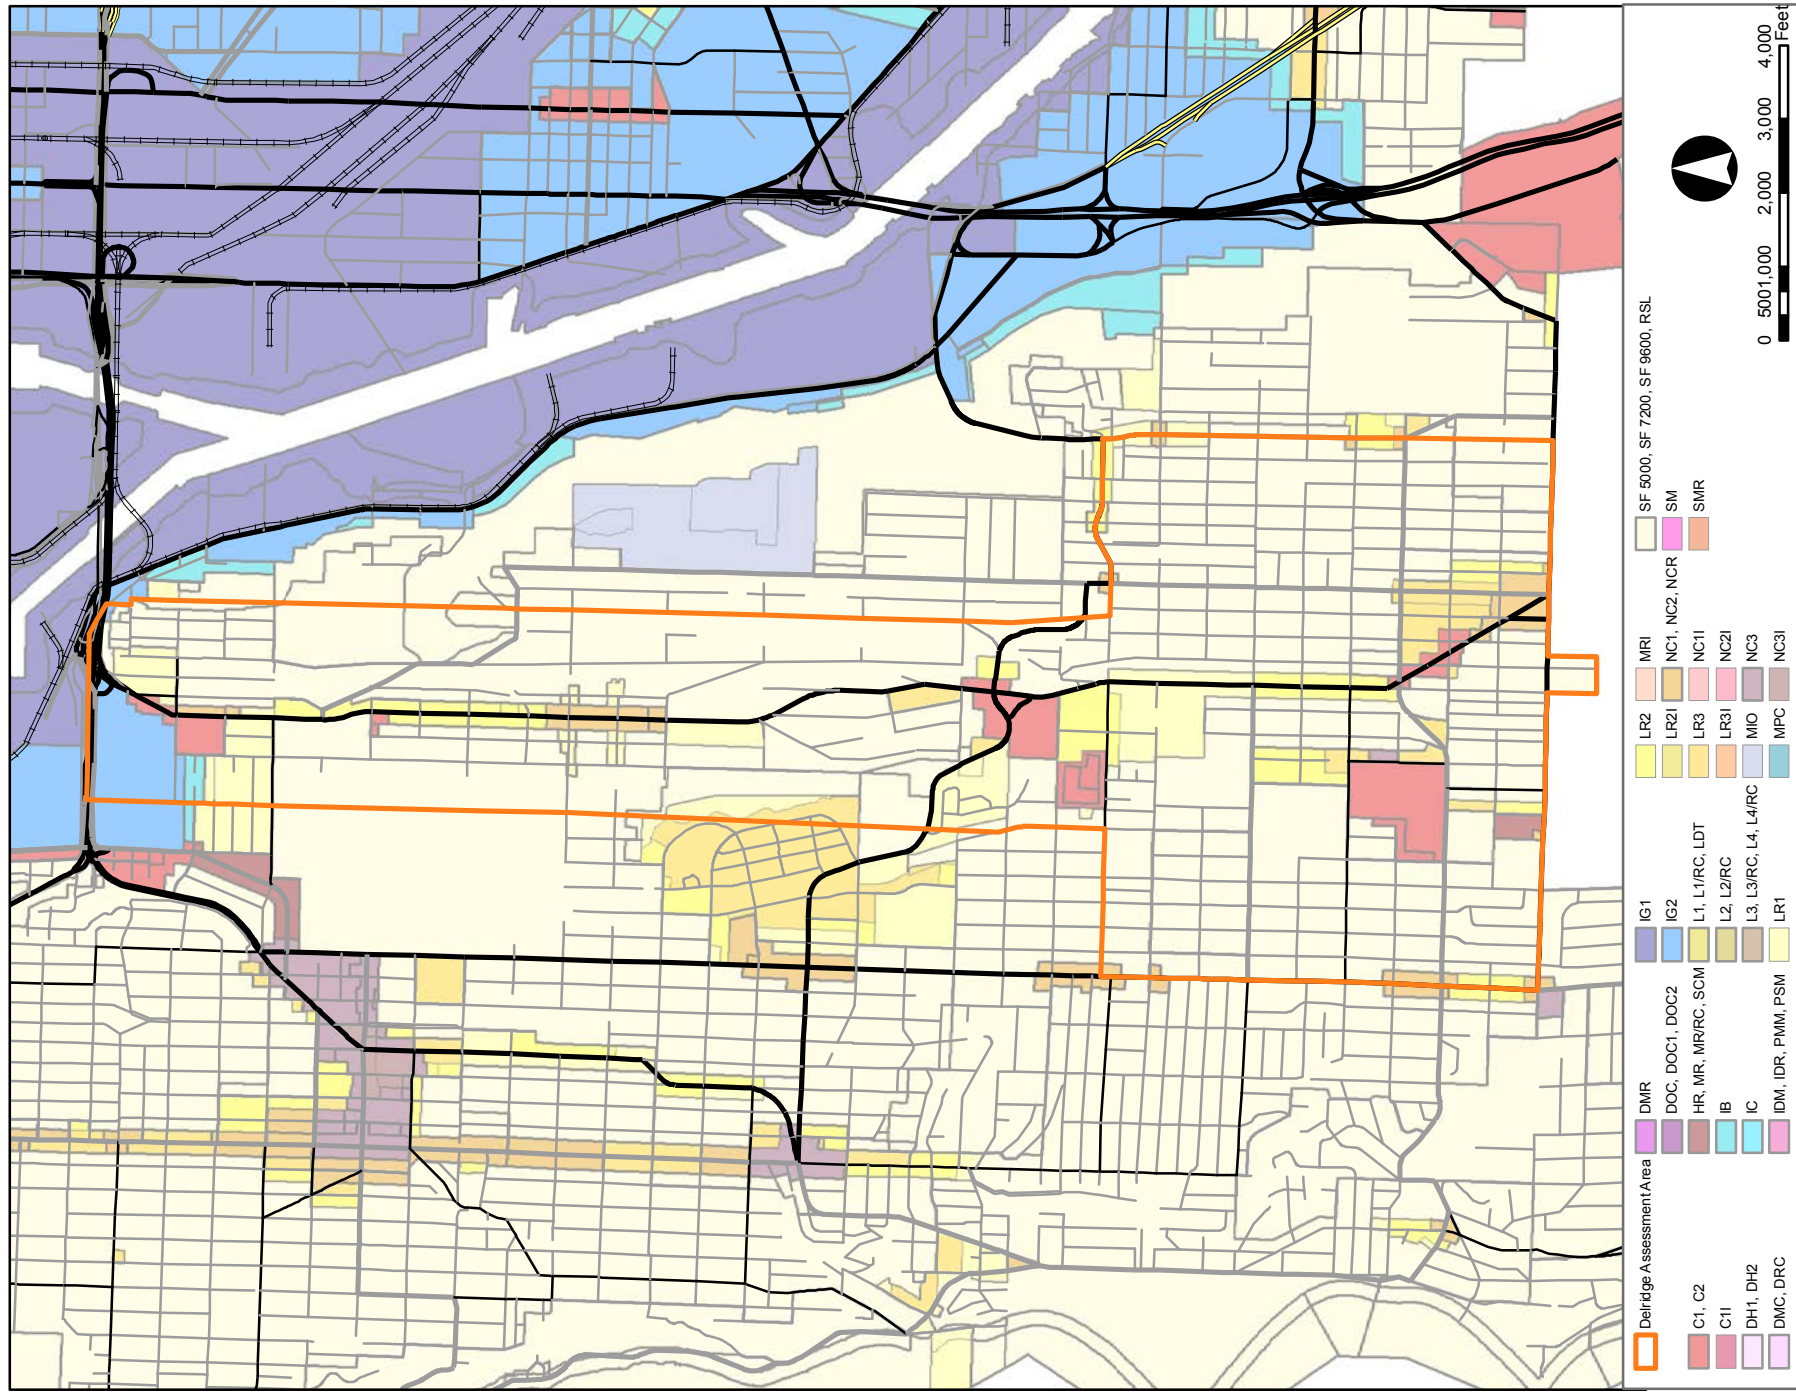 Delridge Assessment Area
C1, C2
C1I
DH1, DH2
DMC, DRC
DMR
DOC, DOC1, DOC2
HR, MR, MR/RC, SCM
IB
IC
IDM, IDR, PMM, PSM
IG1
IG2
L1, L1/RC, LDT
L2, L2/RC
L3, L3/RC, L4, L4/RC
LR1
LR2
LR2I
LR3
LR3I
MIO
MPC
MRI
NC1, NC2, NCR
NC1I
NC2I
NC3
NC3I
SF 5000, SF 7200, SF 9600, RSL
SM
SMR
0 5001,000 2,000 3,000 4,000
Feet